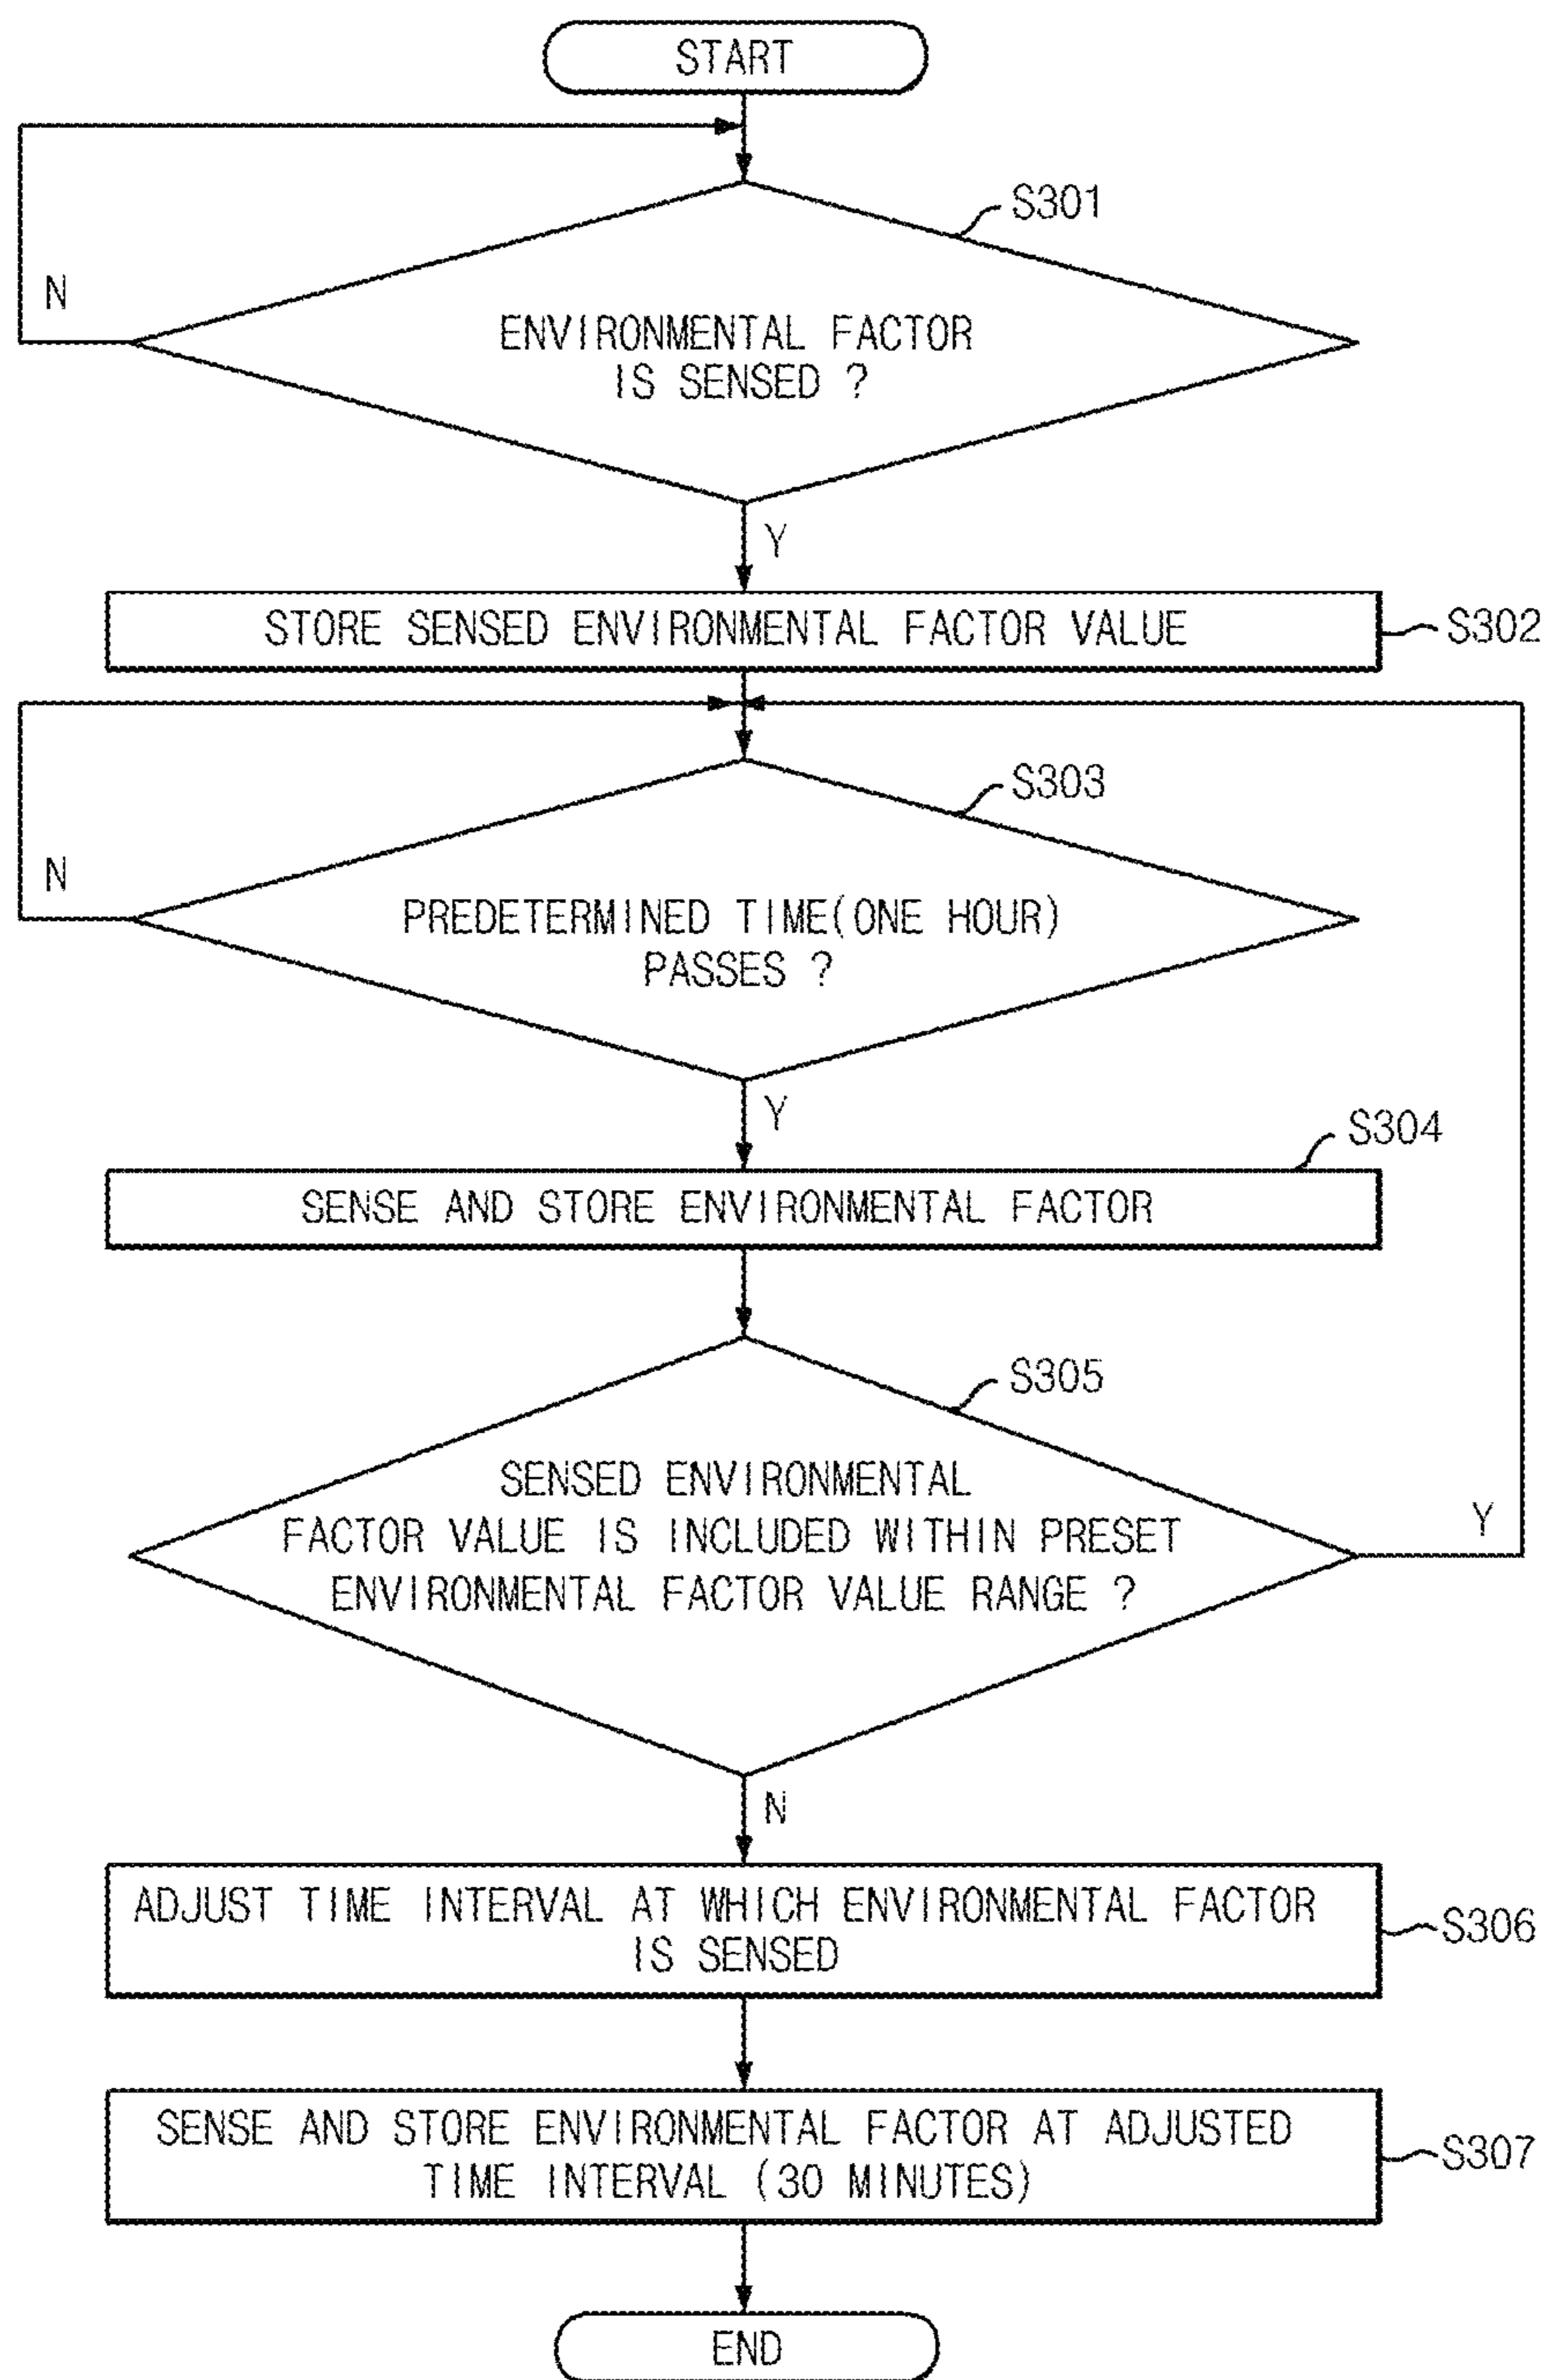 START
S301
N
ENVIRONMENTAL FACTOR
IS SENSED ?
Y
STORE SENSED ENVIRONMENTAL FACTOR VALUE
S302
S303
N
PREDETERMINED TIME(ONE HOUR)
PASSES ?
Y
S304
SENSE AND STORE ENVIRONMENTAL FACTOR
S305
SENSED ENVIRONMENTAL
FACTOR VALUE IS INCLUDED WITHIN PRESET
ENVIRONMENTAL FACTOR VALUE RANGE ?
Y
N
ADJUST TIME INTERVAL AT WHICH ENVIRONMENTAL FACTOR
IS SENSED
S306
SENSE AND STORE ENVIRONMENTAL FACTOR AT ADJUSTED
TIME INTERVAL (30 MINUTES)
S307
END